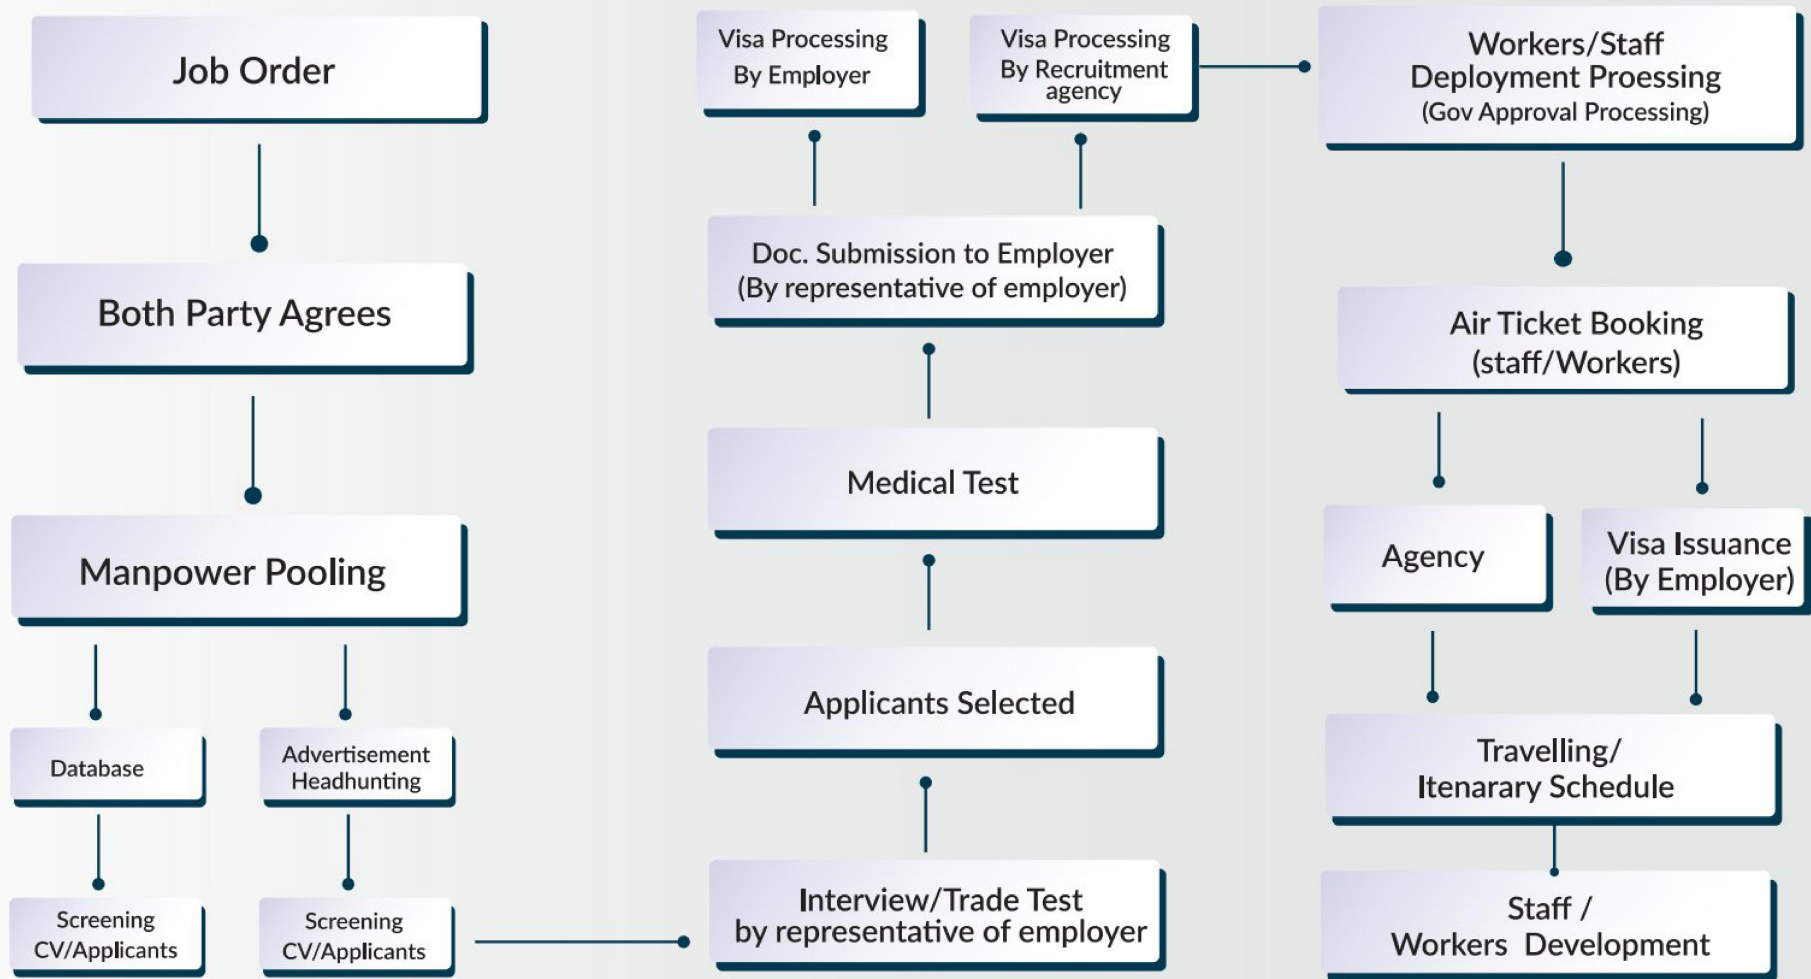 Job Order
Both Party Agrees
Manpower Pooling
Database
Advertisement
Headhunting
Screening
CV/Applicants
Screening
CV/Applicants
Visa Processing
By Employer
Visa Processing
By Recruitment
agency
Doc. Submission to Employer
(By representative of employer)
Medical Test
Applicants Selected
Interview/Trade Test
by representative of employer
Workers/Staff
Deployment Proessing
(Gov Approval Processing)
Air Ticket Booking
(staff/Workers)
Agency
Visa Issuance
(By Employer)
Travelling/
Itenarary Schedule
Staff /
Workers Development